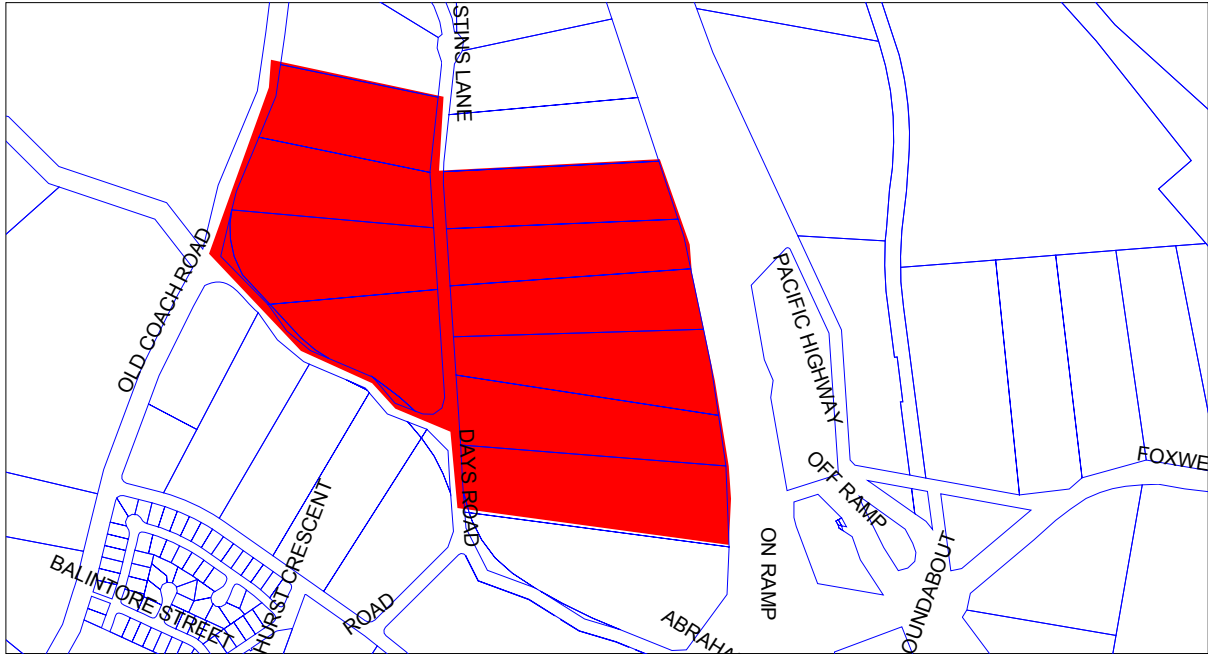 STINS LANE
OLD COACH ROAD
PACIFIC HIGHWAY
DAYS ROAD
OFF RAMP
FOXWE
ON RAMP
HURST CRESCENT
BALINTORE STREET
ROAD
OUNDABOUT
ABRAHA